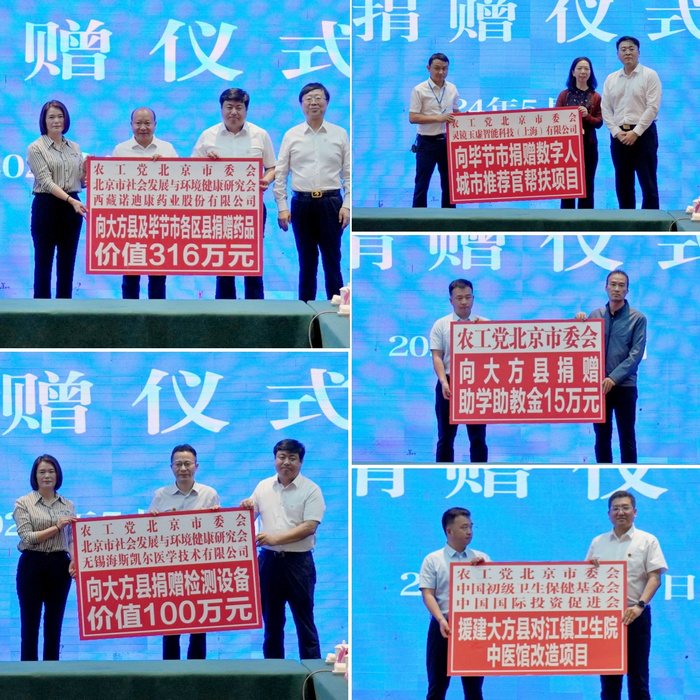 赠仪式
农工党北京市委会
北京市社会发展与环境健康研究会
西藏诺迪康药业股份有限公司
向大方县及毕节市各区县捐赠药品
价值316万元
捐赠仪式
24年5
农工党北京市委会
灵镜玉虚智能科技（上海）有限公司
向毕节市捐赠数字人
城市推荐官帮扶项目
捐赠仪式
20
农工党北京市委会
向大方县捐赠
助学助教金15万元
赠仪式
农工党北京市委会
北京市社会发展与环境健康研究会
无锡海斯凯尔医学技术有限公司
向大方县捐赠检测设备
价值100万元
捐赠仪
2
日
农工党北京市委会
中国初级卫生保健基金会
中国国际投资促进会
援建大方县对江镇卫生院
中医馆改造项目